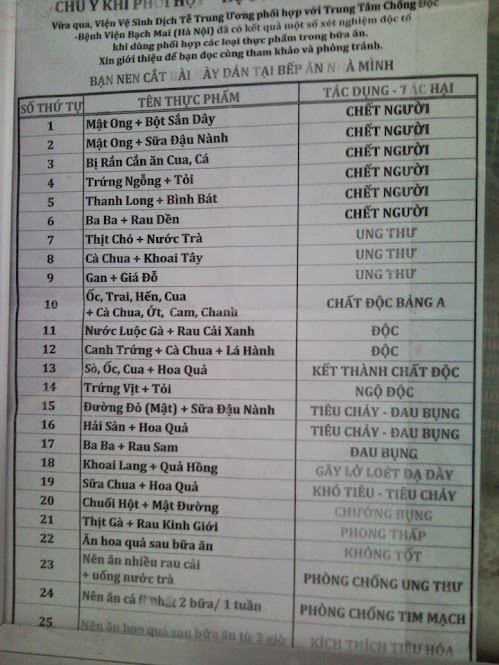 CHÚ Ý KHI PHỐI HỢP
Vừa qua, Viện Vệ Sinh Dịch Tễ Trung Ương phối hợp với Trung Tâm Chống Độc
-Bệnh Viện Bạch Mai (Hà Nội) đã có kết quả một số xét nghiệm độc tố
khi dùng phối hợp các loại thực phẩm trong bữa ăn.
Xin giới thiệu để bạn đọc cùng tham khảo và phòng tránh.
BẠN NÊN CẮT BÀI NÀY DÁN TẠI BẾP ĂN NHÀ MÌNH
SỐ THỨ TỰ TÊN THỰC PHẨM TÁC DỤNG - TÁC HẠI
1 Mật Ong + Bột Sắn Dây CHẾT NGƯỜI
2 Mật Ong + Sữa Đậu Nành CHẾT NGƯỜI
3 Bị Rắn Cắn ăn Cua, Cá CHẾT NGƯỜI
4 Trứng Ngỗng + Tỏi CHẾT NGƯỜI
5 Thanh Long + Bình Bát CHẾT NGƯỜI
6 Ba Ba + Rau Dền CHẾT NGƯỜI
7 Thịt Chó + Nước Trà UNG THƯ
8 Cà Chua + Khoai Tây UNG THƯ
9 Gan + Giá Đỗ UNG THƯ
10 Ốc, Trai, Hến, Cua
+ Cà Chua, Ớt, Cam, Chanh CHẤT ĐỘC BẢNG A
11 Nước Luộc Gà + Rau Cải Xanh ĐỘC
12 Canh Trứng + Cà Chua + Lá Hành ĐỘC
13 Sò, Ốc, Cua + Hoa Quả KẾT THÀNH CHẤT ĐỘC
14 Trứng Vịt + Tỏi NGỘ ĐỘC
15 Đường Đỏ (Mật) + Sữa Đậu Nành TIÊU CHẢY - ĐAU BỤNG
16 Hải Sản + Hoa Quả TIÊU CHẢY - ĐAU BỤNG
17 Ba Ba + Rau Sam ĐAU BỤNG
18 Khoai Lang + Quả Hồng GÂY LỞ LOÉT DẠ DÀY
19 Sữa Chua + Hoa Quả KHÓ TIÊU - TIÊU CHẢY
20 Chuối Hột + Mật Đường CHƯỚNG BỤNG
21 Thịt Gà + Rau Kinh Giới PHONG THẤP
22 Ăn hoa quả sau bữa ăn KHÔNG TỐT
23 Nên ăn nhiều rau cải
+ uống nước trà PHÒNG CHỐNG UNG THƯ
24 Nên ăn cá nhất 2 bữa/ 1 tuần PHÒNG CHỐNG TIM MẠCH
25 Nên ăn hoa quả sau bữa ăn từ 3 giờ KÍCH THÍCH TIÊU HÓA